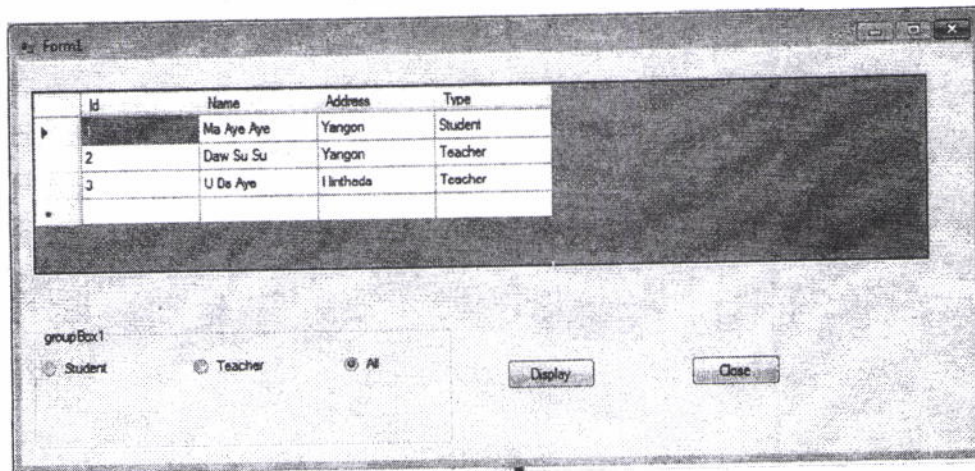 Form1
Id Name Address Type
Ma Aye Aye Yangon Student
2 Daw Su Su Yangon Teacher
3 U Ba Aye Hinthada Teacher
groupBox1
Student Teacher All Display Close